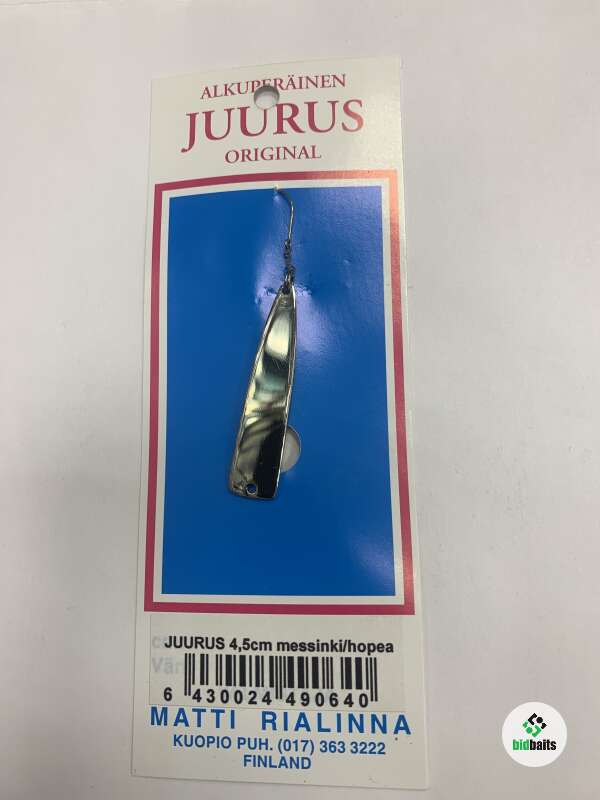 ALKUPERÄINEN
JUURUS
ORIGINAL
JUURUS 4,5cm messinki/hopea
Vär
6 430024 490640
MATTI RIALINNA
KUOPIO PUH. (017) 363 3222
FINLAND
bidbaits